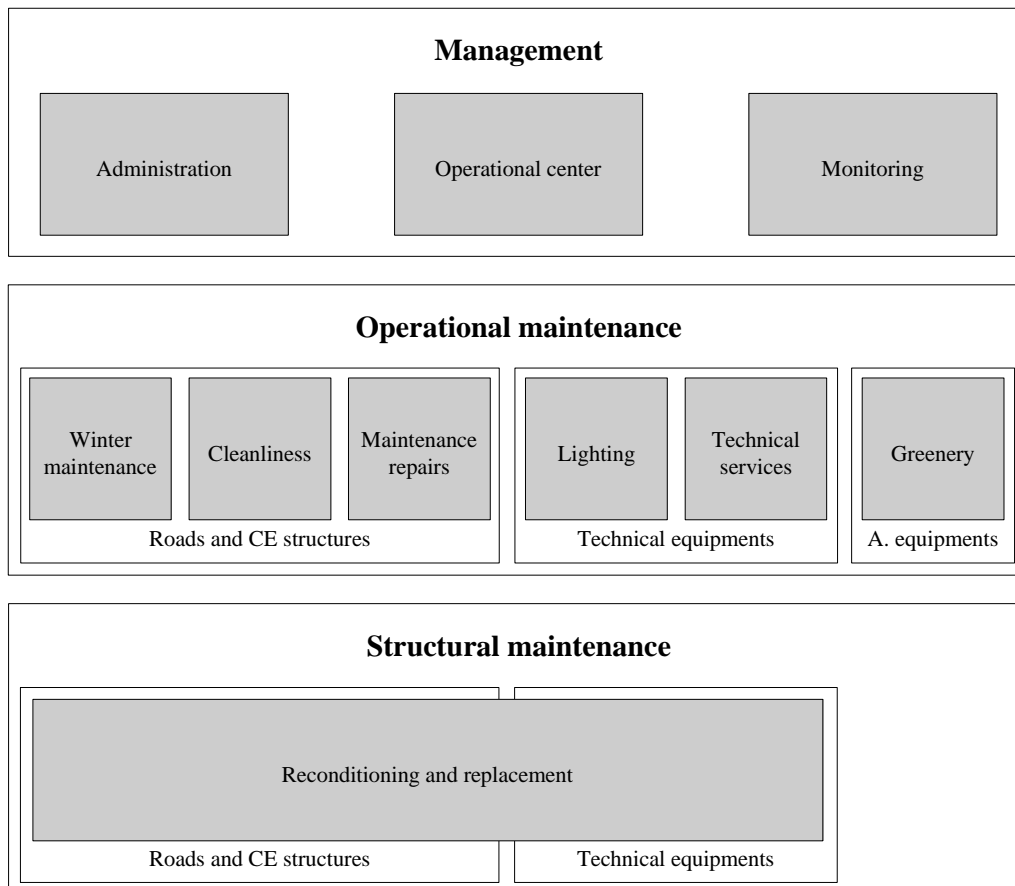 Management
Administration
Operational center
Monitoring
Operational maintenance
Winter
maintenance
Cleanliness
Maintenance
repairs
Lighting
Technical
services
Greenery
Roads and CE structures
Technical equipments
A. equipments
Structural maintenance
Reconditioning and replacement
Roads and CE structures
Technical equipments